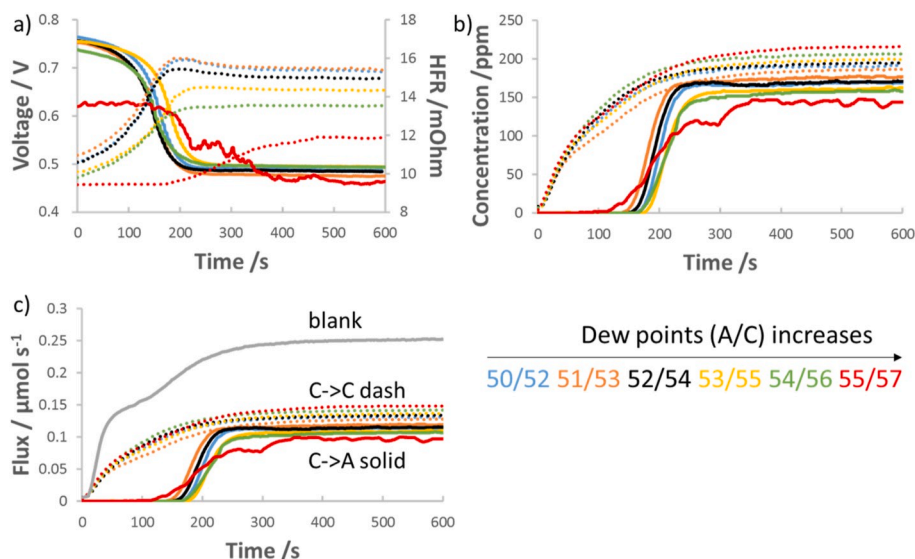 a)
0.8
0.7
0.6
0.5
0.4
Voltage /V
18
16
14
12
10
8
HFR / mOhm
0 100 200 300 400 500 600
Time /s
b)
250
200
150
100
50
0
Concentration /ppm
0 100 200 300 400 500 600
Time /s
c)
0.3
0.25
0.2
0.15
0.1
0.05
0
Flux / µmol s⁻¹
blank
C->C dash
C->A solid
0 100 200 300 400 500 600
Time /s
Dew points (A/C) increases
50/52 51/53 52/54 53/55 54/56 55/57